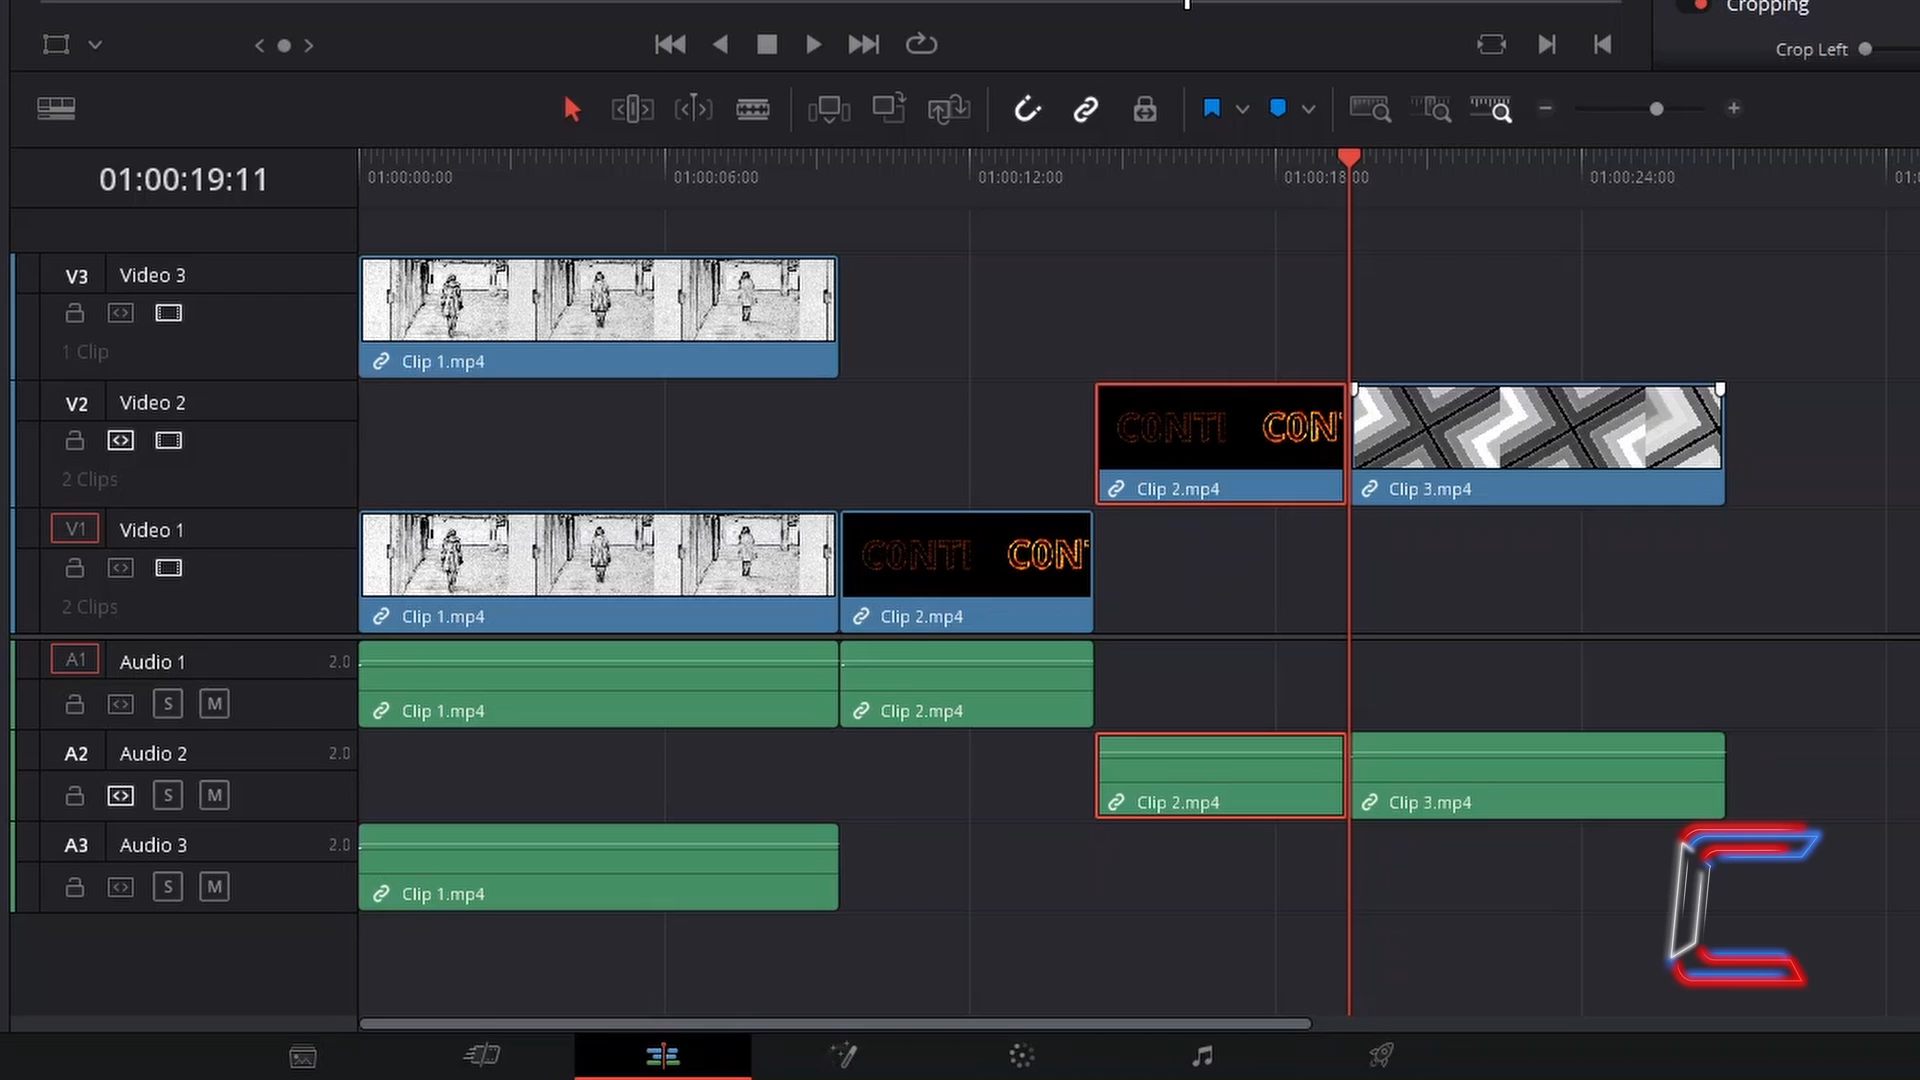 Cropping
Crop Left
01:00:19:11
01:00:00:00
01:00:06:00
01:00:12:00
01:00:18:00
01:00:24:00
V3 Video 3
1 Clip
Clip 1.mp4
V2 Video 2
2 Clips
CONTI CON
Clip 2.mp4
Clip 3.mp4
V1 Video 1
2 Clips
CONTI CON
Clip 1.mp4
Clip 2.mp4
A1 Audio 1 2.0
S M
Clip 1.mp4
Clip 2.mp4
A2 Audio 2 2.0
S M
Clip 2.mp4
Clip 3.mp4
A3 Audio 3 2.0
S M
Clip 1.mp4
C